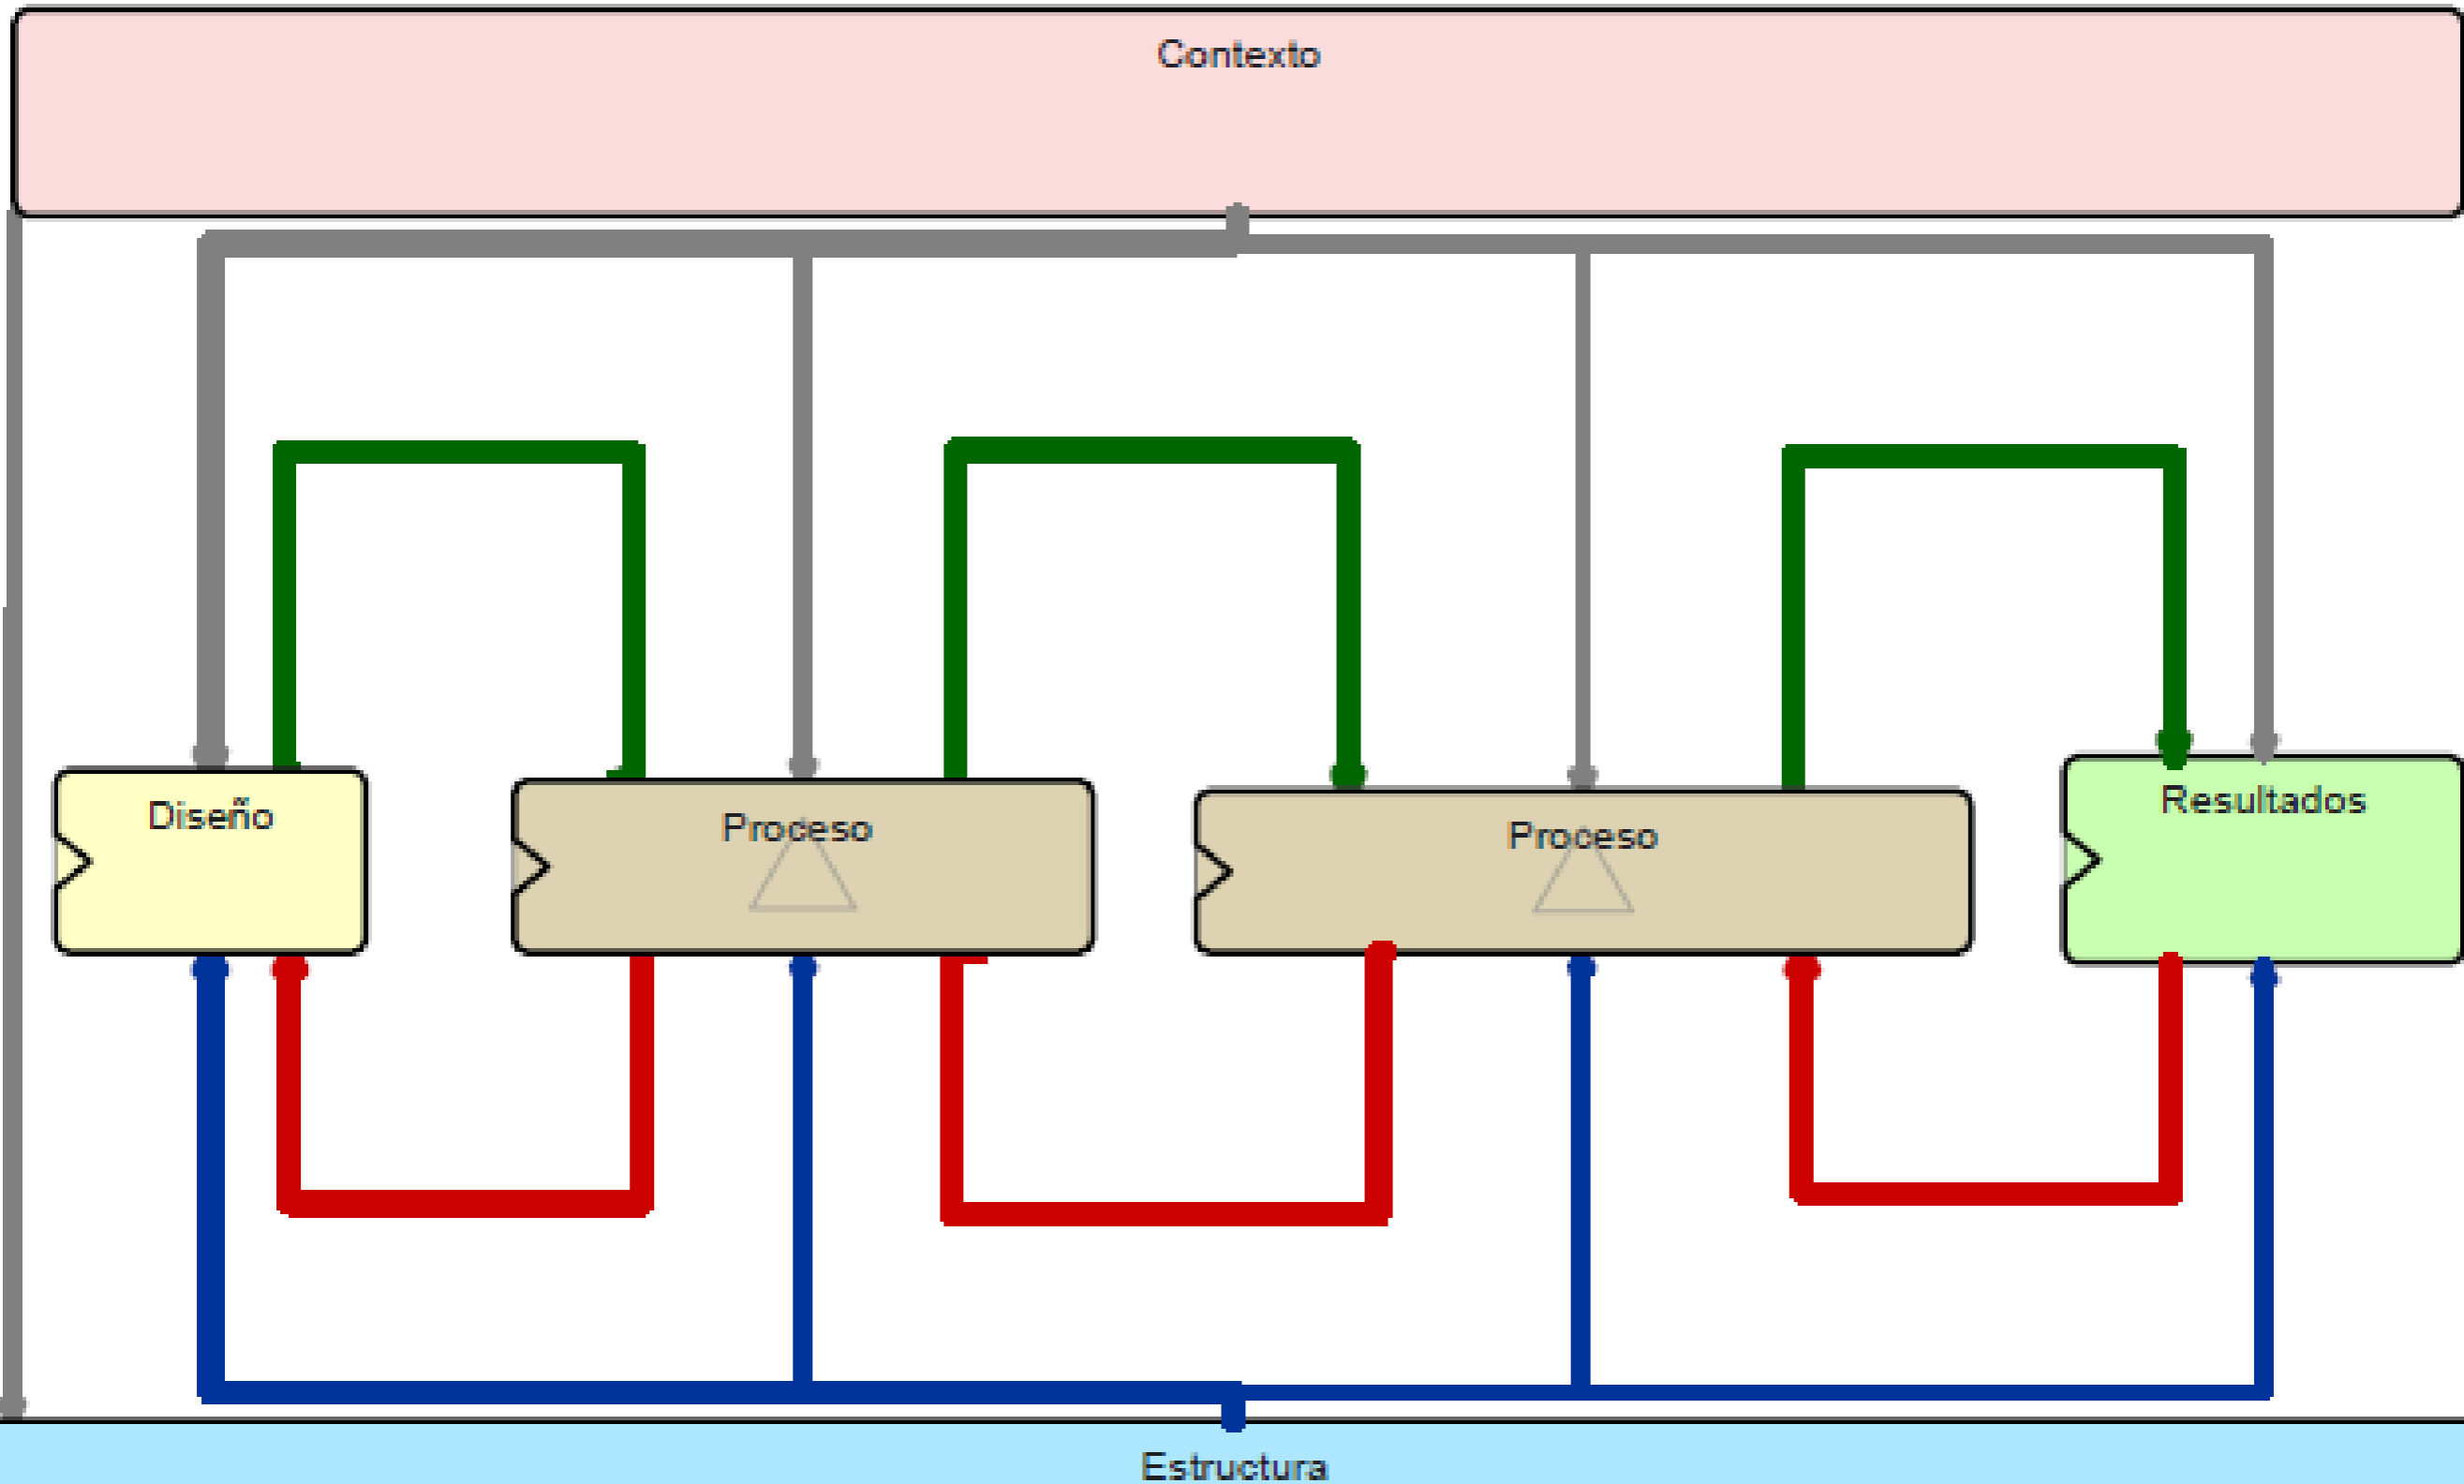 Contexto
Diseño
Proceso
Proceso
Resultados
Estructura